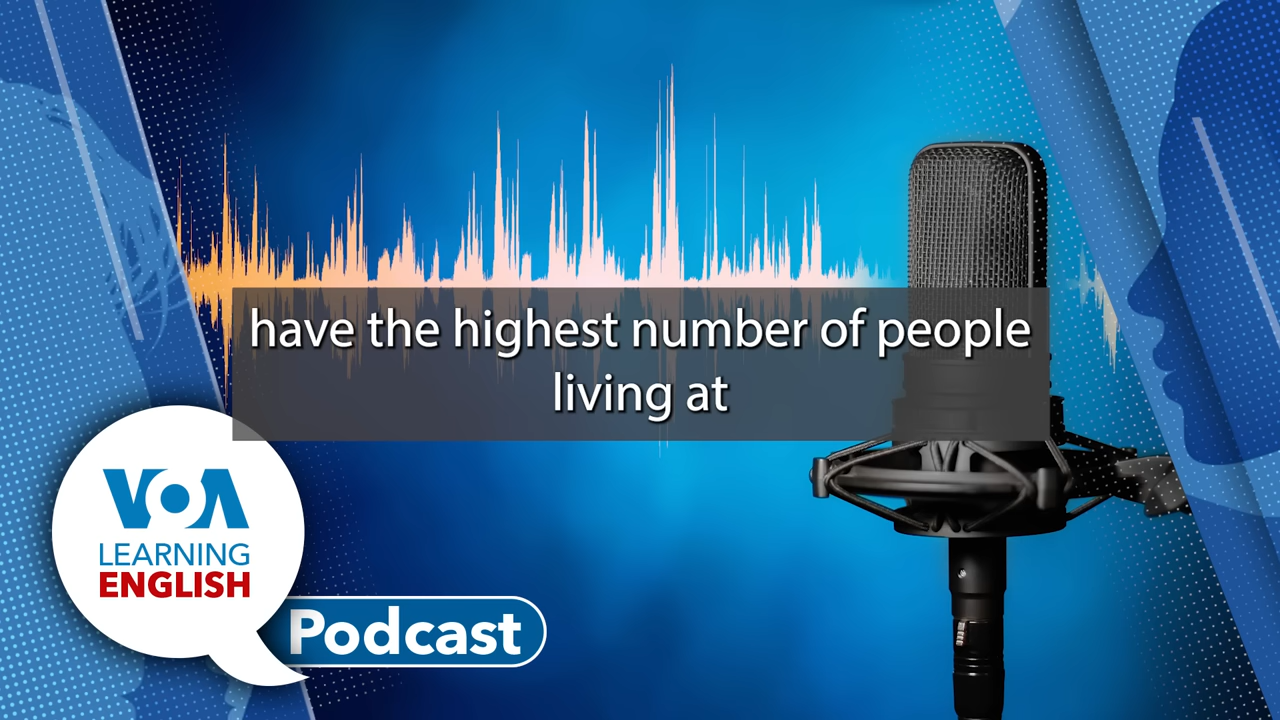 have the highest number of people
living at
VOA
LEARNING
ENGLISH
Podcast